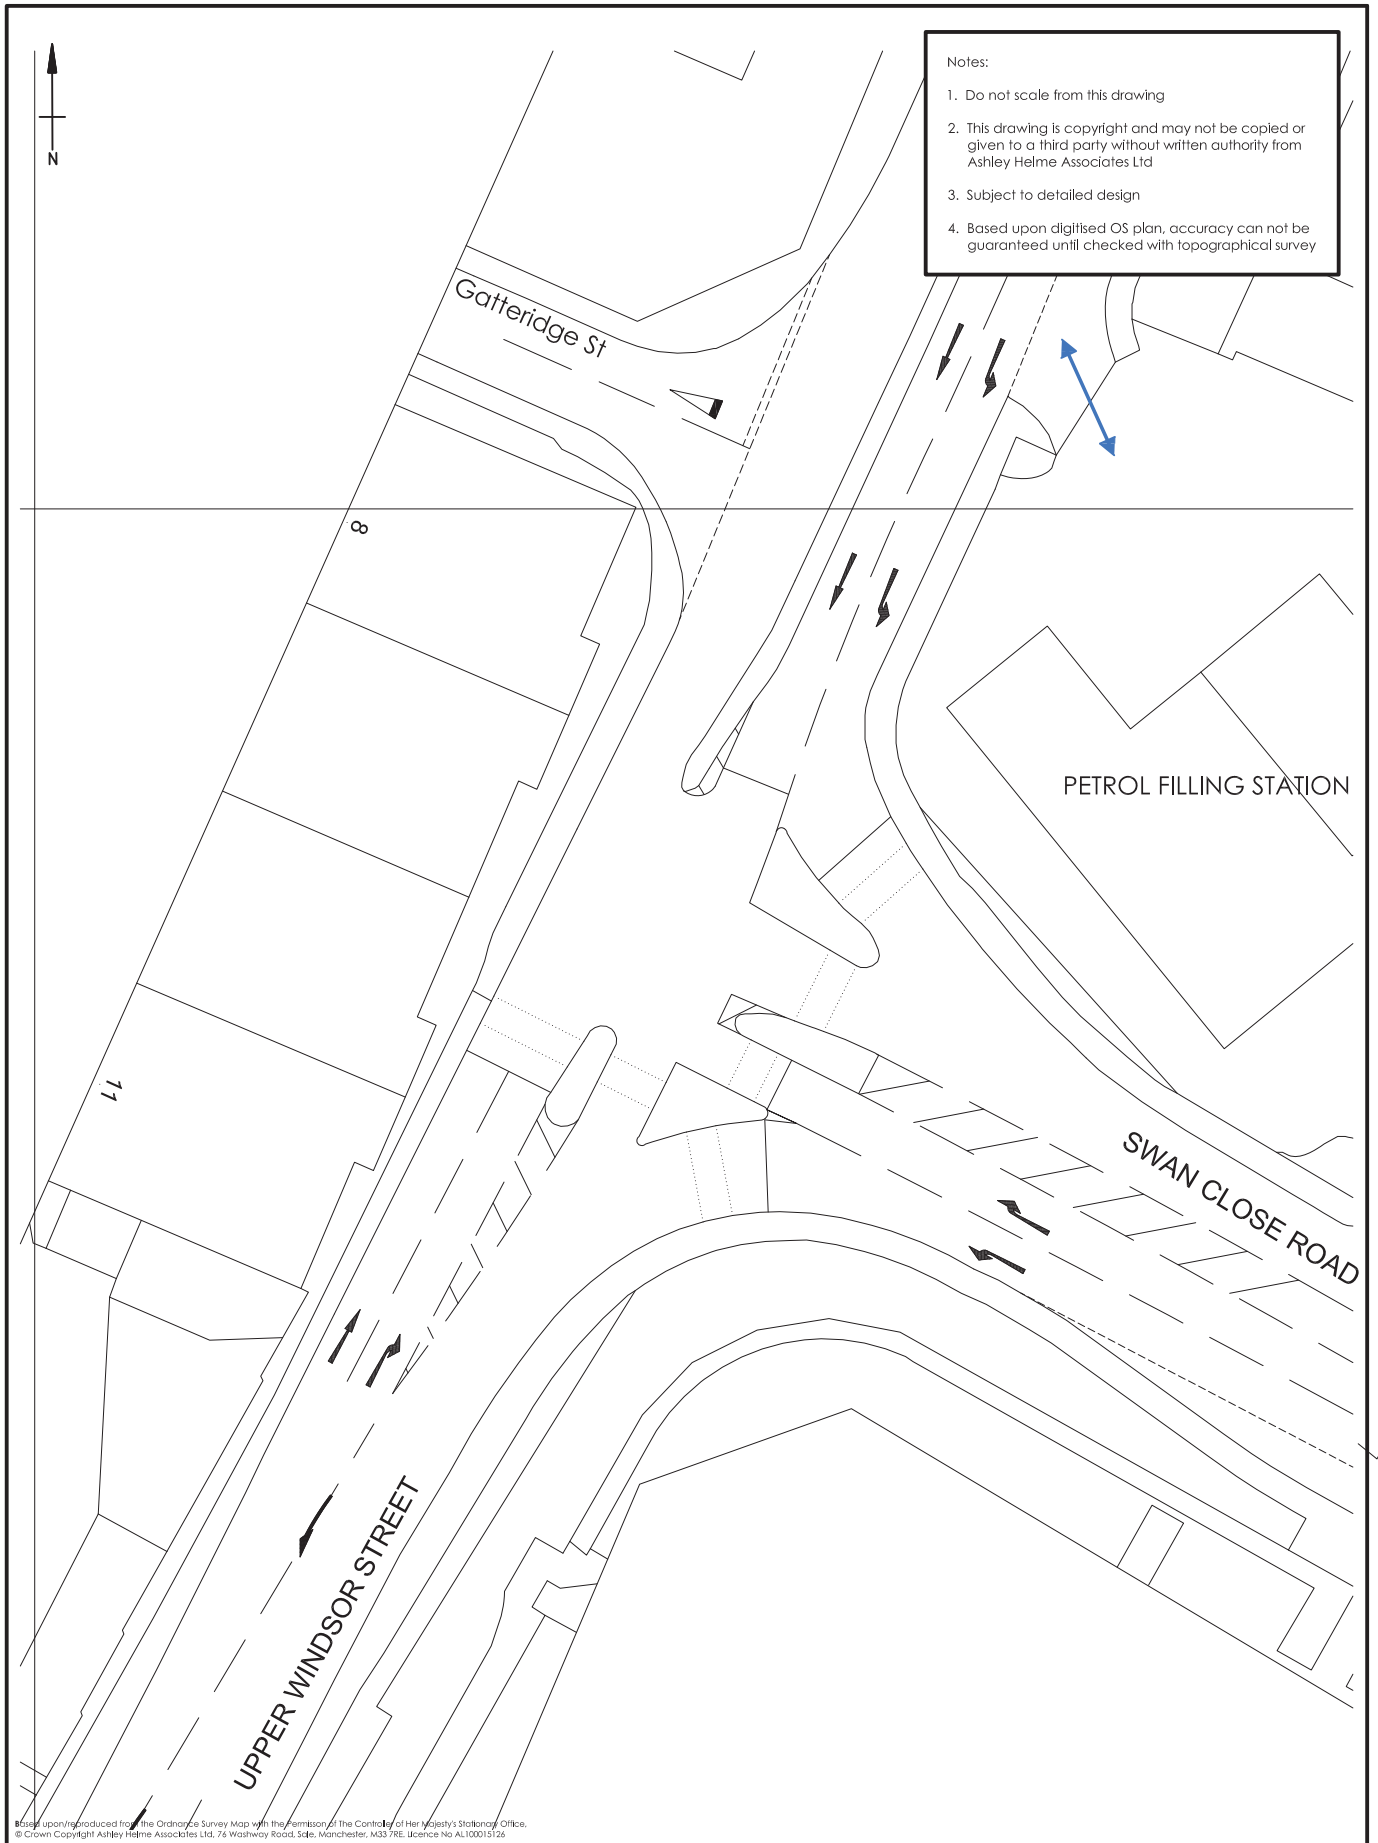 Notes:
1. Do not scale from this drawing
2. This drawing is copyright and may not be copied or
given to a third party without written authority from
Ashley Helme Associates Ltd
3. Subject to detailed design
4. Based upon digitised OS plan, accuracy can not be
guaranteed until checked with topographical survey
N
Gatteridge St
8
PETROL FILLING STATION
11
SWAN CLOSE ROAD
UPPER WINDSOR STREET
Based upon/reproduced from the Ordnance Survey Map with the Permisson of The Controller of Her Majesty's Stationary Office,
© Crown Copyright Ashley Helme Associates Ltd, 76 Washway Road, Sale, Manchester, M33 7RE. Licence No AL100015126